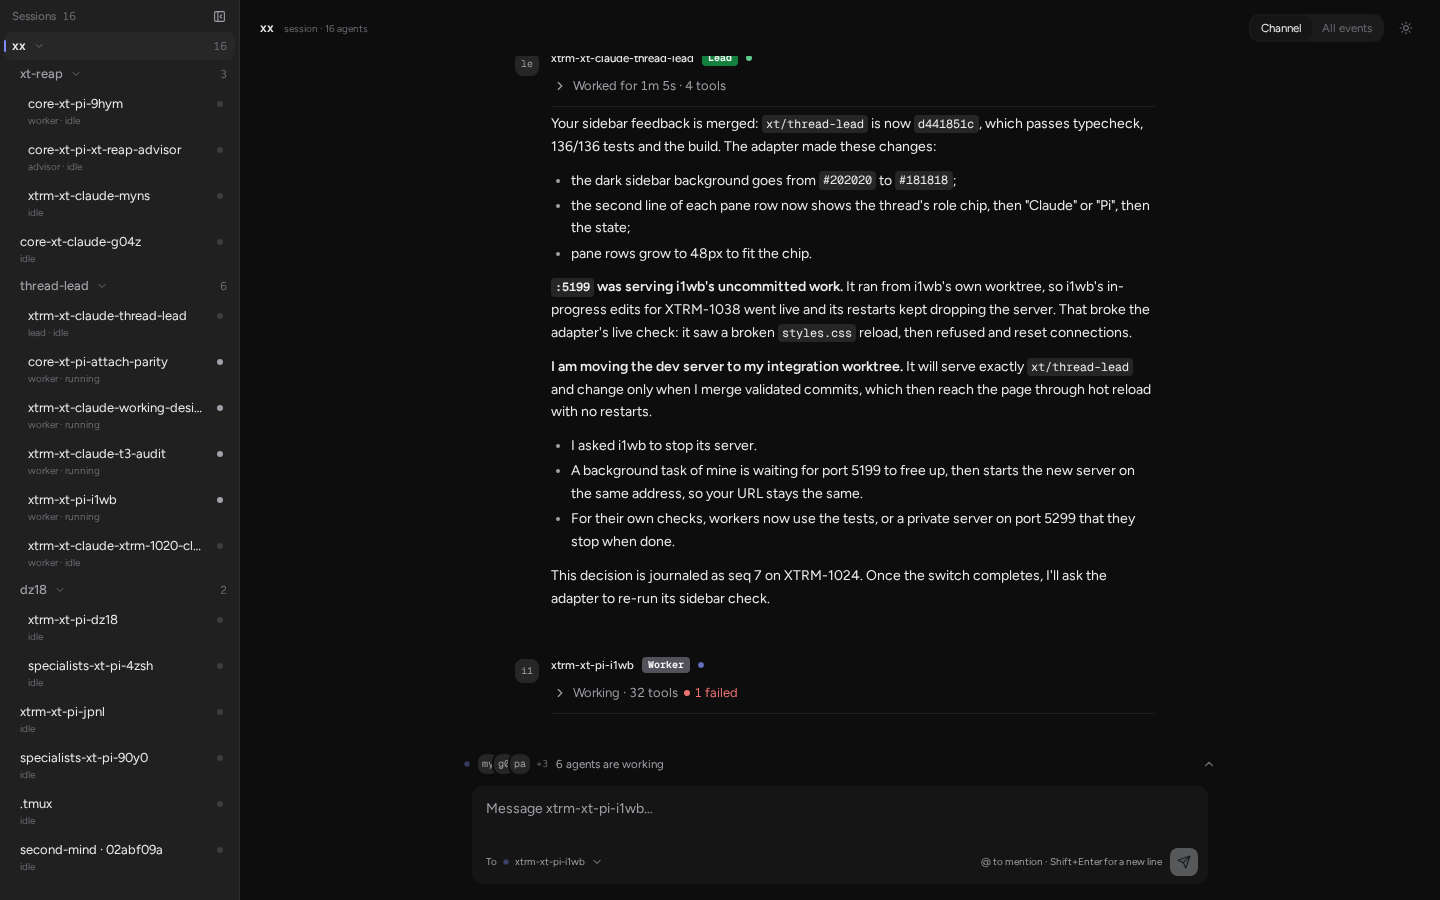 Sessions 16
xx 16
xt-reap 3
core-xt-pi-9hym
worker · idle
core-xt-pi-xt-reap-advisor
advisor · idle
xtrm-xt-claude-myns
idle
core-xt-claude-g04z
idle
thread-lead 6
xtrm-xt-claude-thread-lead
lead · idle
core-xt-pi-attach-parity
worker · running
xtrm-xt-claude-working-desi...
worker · running
xtrm-xt-claude-t3-audit
worker · running
xtrm-xt-pi-i1wb
worker · running
xtrm-xt-claude-xtrm-1020-cl...
worker · idle
dz18 2
xtrm-xt-pi-dz18
idle
specialists-xt-pi-4zsh
idle
xtrm-xt-pi-jpnl
idle
specialists-xt-pi-90y0
idle
.tmux
idle
second-mind · 02abf09a
idle
xx session · 16 agents
Channel All events
le xtrm-xt-claude-thread-lead Lead
Worked for 1m 5s · 4 tools
Your sidebar feedback is merged: xt/thread-lead is now d441851c, which passes typecheck,
136/136 tests and the build. The adapter made these changes:
• the dark sidebar background goes from #202020 to #181818;
• the second line of each pane row now shows the thread's role chip, then "Claude" or "Pi", then
the state;
• pane rows grow to 48px to fit the chip.
:5199 was serving i1wb's uncommitted work. It ran from i1wb's own worktree, so i1wb's in-
progress edits for XTRM-1038 went live and its restarts kept dropping the server. That broke the
adapter's live check: it saw a broken styles.css reload, then refused and reset connections.
I am moving the dev server to my integration worktree. It will serve exactly xt/thread-lead
and change only when I merge validated commits, which then reach the page through hot reload
with no restarts.
• I asked i1wb to stop its server.
• A background task of mine is waiting for port 5199 to free up, then starts the new server on
the same address, so your URL stays the same.
• For their own checks, workers now use the tests, or a private server on port 5299 that they
stop when done.
This decision is journaled as seq 7 on XTRM-1024. Once the switch completes, I'll ask the
adapter to re-run its sidebar check.
i1 xtrm-xt-pi-i1wb Worker
Working · 32 tools 1 failed
my g0 pa +3 6 agents are working
Message xtrm-xt-pi-i1wb...
To xtrm-xt-pi-i1wb @ to mention · Shift+Enter for a new line